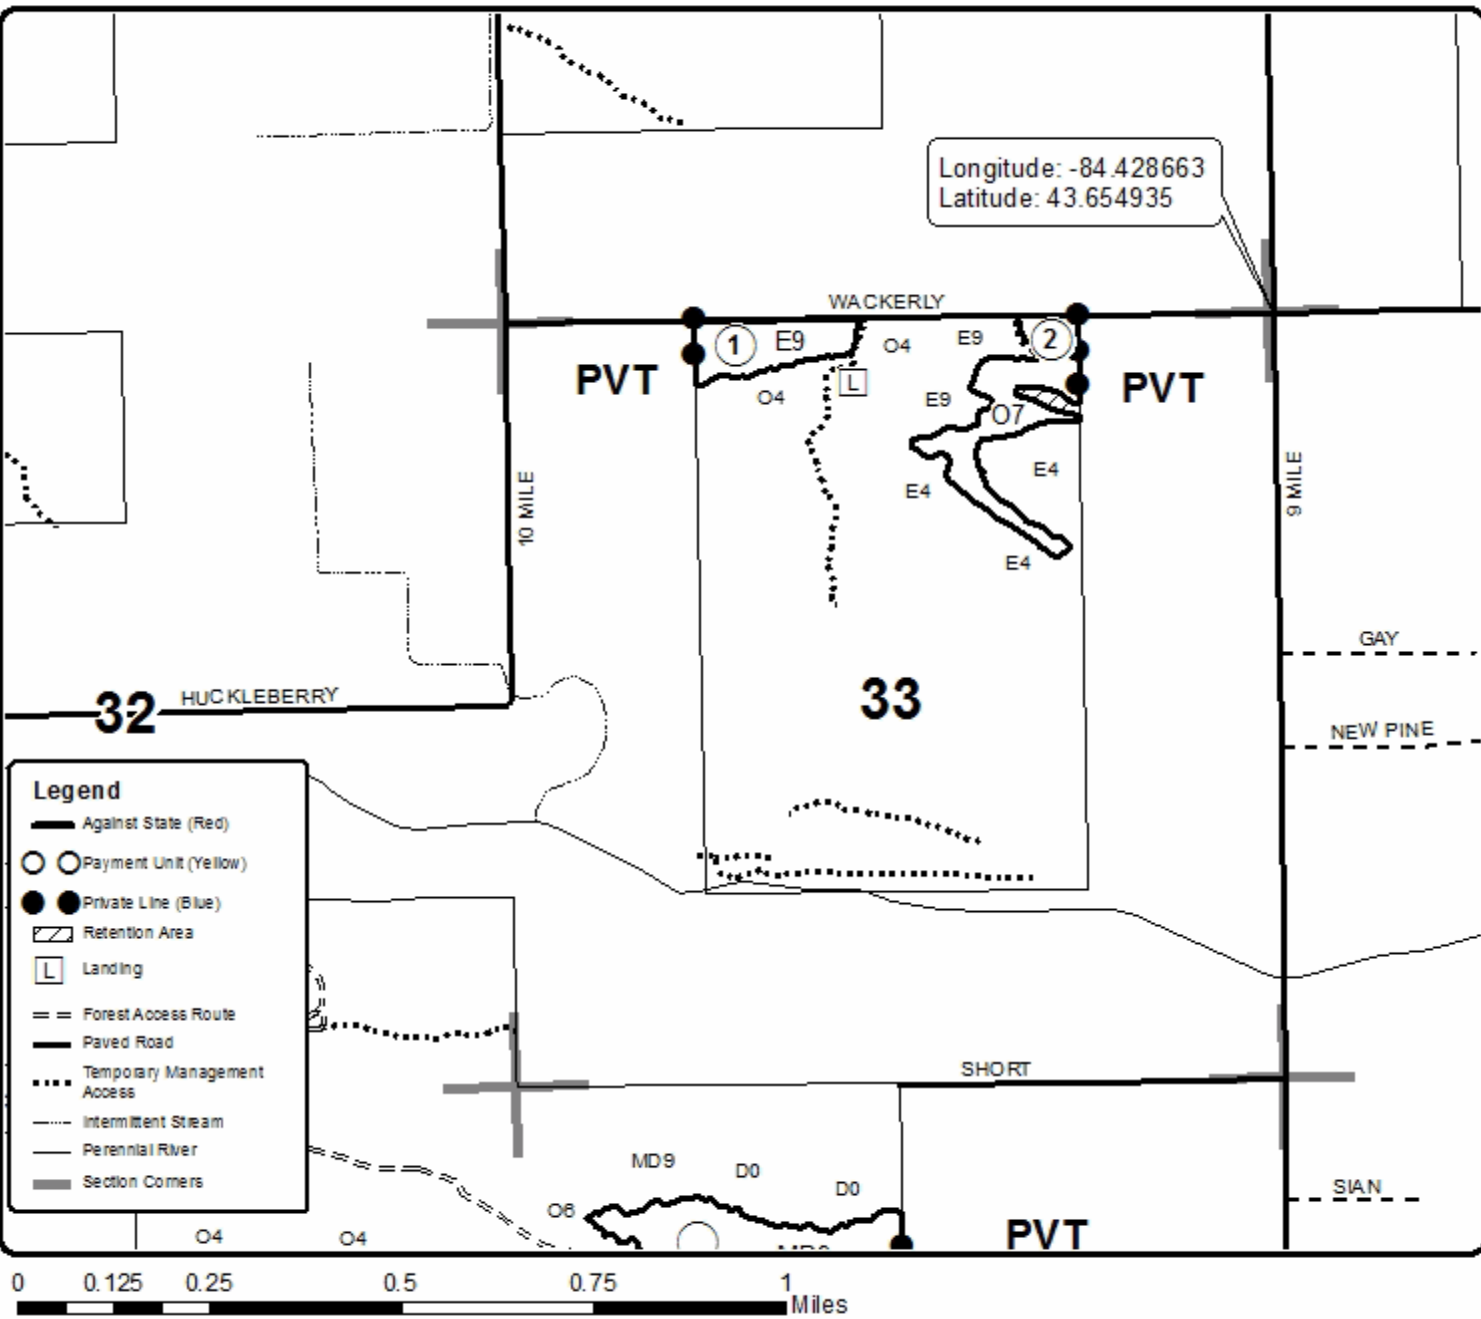 Longitude: -84.428663
Latitude: 43.654935
WACKERLY
1
E9
O4
E9
2
PVT
O4
L
E9
O7
PVT
E4
E4
E4
10 MILE
9 MILE
GAY
33
32
HUCKLEBERRY
NEW PINE
Legend
Against State (Red)
Payment Unit (Yellow)
Private Line (Blue)
Retention Area
L Landing
Forest Access Route
Paved Road
Temporary Management
Access
Intermittent Stream
Perennial River
Section Corners
SHORT
MD9
D0
D0
O6
SIAN
O4
O4
PVT
0 0.125 0.25 0.5 0.75 1
Miles